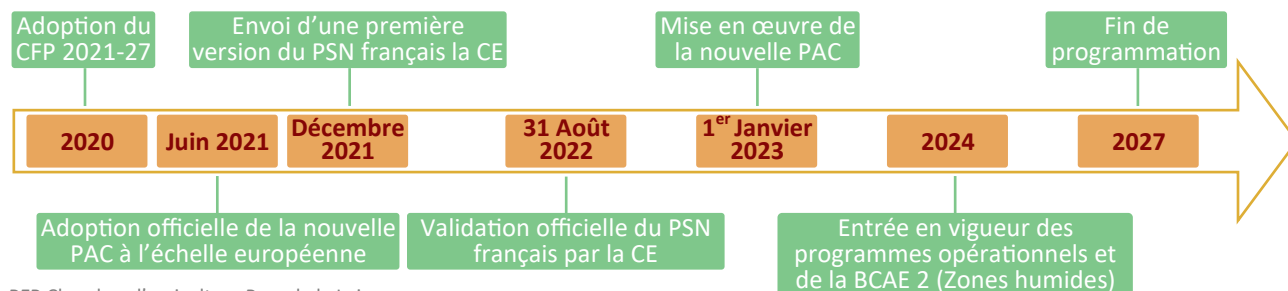 Adoption du
CFP 2021-27
Envoi d'une première
version du PSN français la CE
Mise en œuvre de
la nouvelle PAC
Fin de
programmation
2020
Juin 2021
Décembre
2021
31 Août
2022
1er Janvier
2023
2024
2027
Adoption officielle de la nouvelle
PAC à l'échelle européenne
Validation officielle du PSN
français par la CE
Entrée en vigueur des
programmes opérationnels et
de la BCAE 2 (Zones humides)